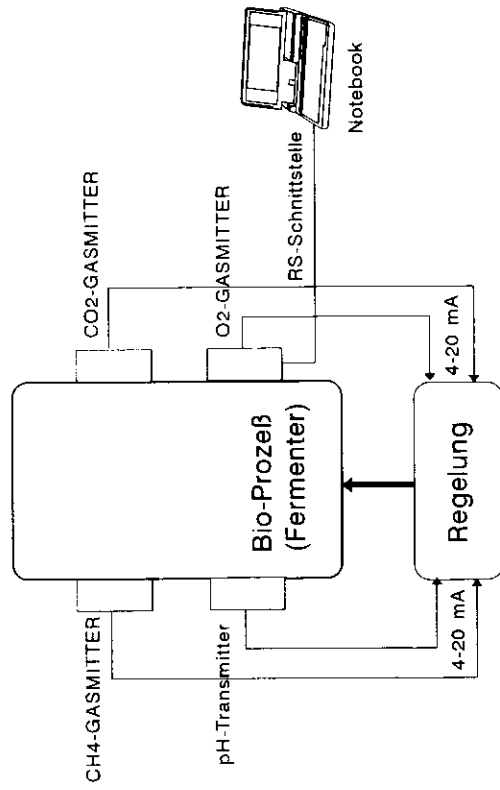 CH4-GASMITTER
CO2-GASMITTER
pH-Transmitter
Bio-Prozeß
(Fermenter)
O2-GASMITTER
RS-Schnittstelle
Notebook
4-20 mA
Regelung
4-20 mA